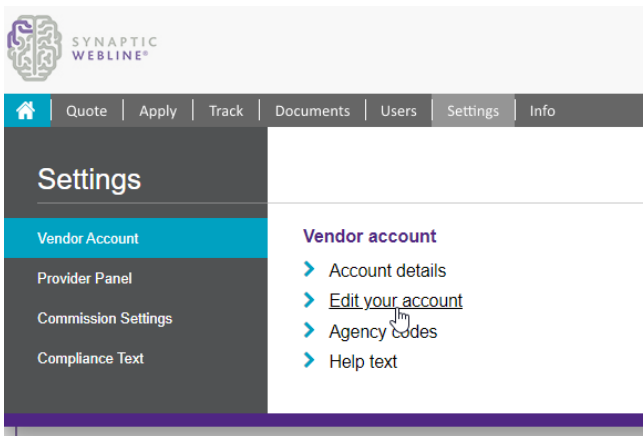 SYNAPTIC
WEBLINE®
Quote Apply Track Documents Users Settings Info
Settings
Vendor Account
Provider Panel
Commission Settings
Compliance Text
Vendor account
Account details
Edit your account
Agency codes
Help text